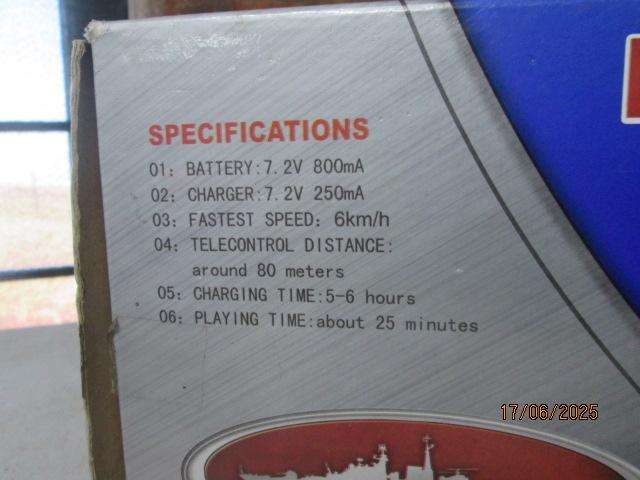 SPECIFICATIONS
01: BATTERY:7.2V 800mA
02: CHARGER:7.2V 250mA
03: FASTEST SPEED: 6km/h
04: TELECONTROL DISTANCE:
around 80 meters
05: CHARGING TIME:5-6 hours
06: PLAYING TIME:about 25 minutes
17/06/2025